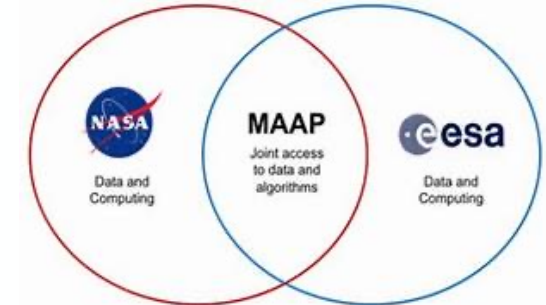 NASA
Data and
Computing
MAAP
Joint access
to data and
algorithms
esa
Data and
Computing